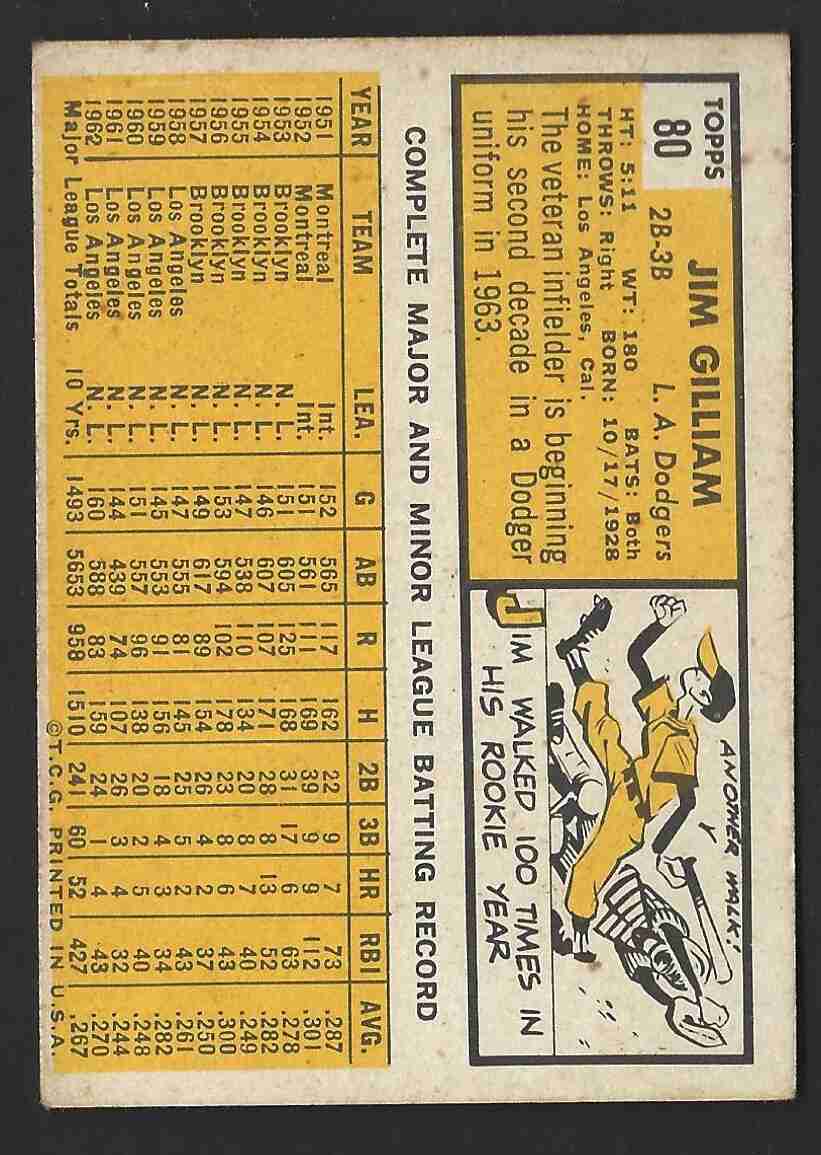 TOPPS
80
JIM GILLIAM
2B-3B L. A. Dodgers
HT: 5:11 WT: 180 BATS: Both
THROWS: Right BORN: 10/17/1928
HOME: Los Angeles, Cal.
The veteran infielder is beginning
his second decade in a Dodger
uniform in 1963.
ANOTHER WALK!
JIM WALKED 100 TIMES IN
HIS ROOKIE YEAR
COMPLETE MAJOR AND MINOR LEAGUE BATTING RECORD
YEAR TEAM LEA. G AB R H 2B 3B HR RBI AVG.
1951 Montreal Int. 152 565 117 162 22 9 7 73 .287
1952 Montreal Int. 151 561 111 169 39 9 9 112 .301
1953 Brooklyn N. L. 151 605 125 168 31 17 6 63 .278
1954 Brooklyn N. L. 146 607 107 171 28 8 13 52 .282
1955 Brooklyn N. L. 147 538 110 134 20 8 7 40 .249
1956 Brooklyn N. L. 153 594 102 178 23 8 6 43 .300
1957 Brooklyn N. L. 149 617 89 154 26 4 2 37 .250
1958 Los Angeles N. L. 147 555 81 145 25 5 2 43 .261
1959 Los Angeles N. L. 145 553 91 156 18 4 3 34 .282
1960 Los Angeles N. L. 151 557 96 138 20 2 5 40 .248
1961 Los Angeles N. L. 144 439 74 107 26 3 4 32 .244
1962 Los Angeles N. L. 160 588 83 159 24 1 4 43 .270
Major League Totals 10 Yrs. 1493 5653 958 1510 241 60 52 427 .267
©T.C.G. PRINTED IN U.S.A.